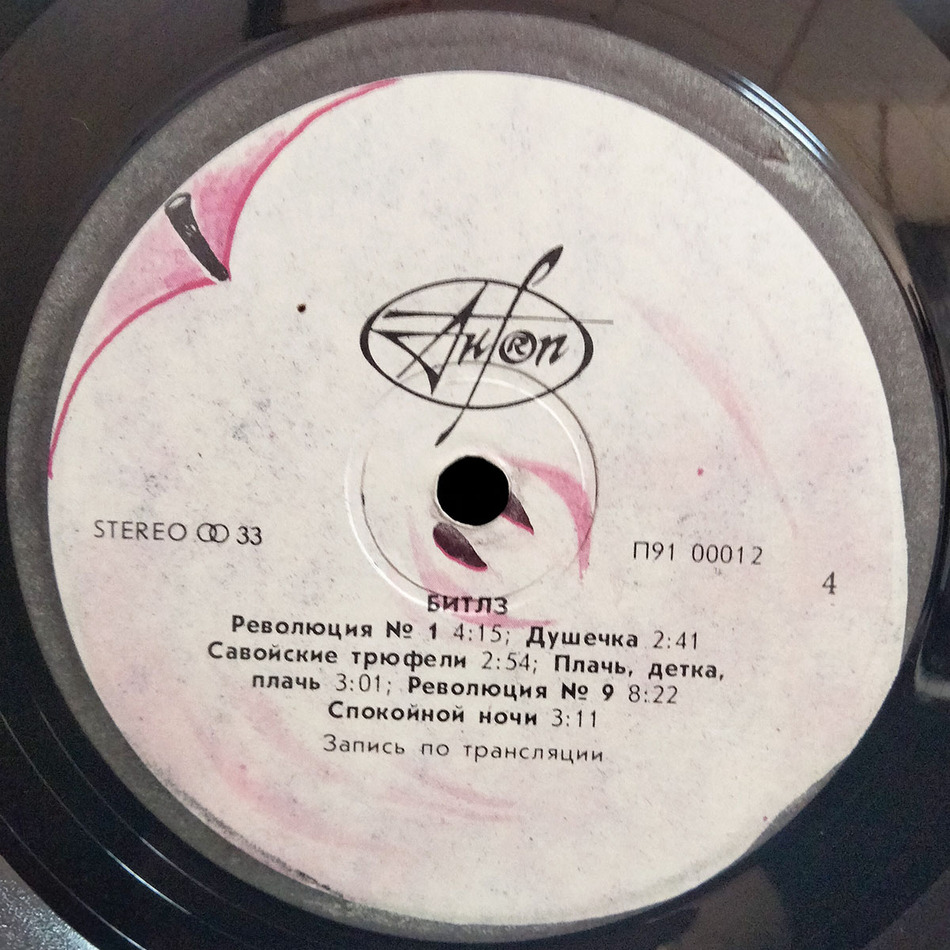 Антроп
STEREO ꝏ 33
П91 00012
4
БИТЛЗ
Революция № 1 4:15; Душечка 2:41
Савойские трюфели 2:54; Плачь, детка,
плачь 3:01; Революция № 9 8:22
Спокойной ночи 3:11
Запись по трансляции